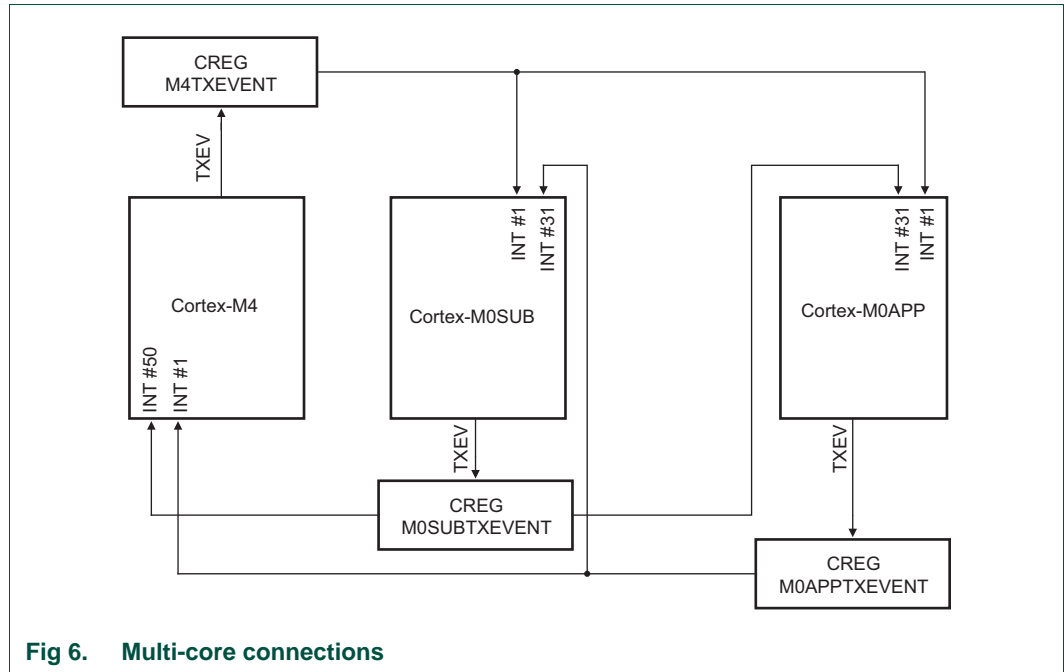 CREG
M4TXEVENT
TXEV
INT #1
INT #31
INT #31
INT #1
Cortex-M4
Cortex-M0SUB
Cortex-M0APP
INT #50
INT #1
TXEV
TXEV
CREG
M0SUBTXEVENT
CREG
M0APPTXEVENT
Fig 6. Multi-core connections